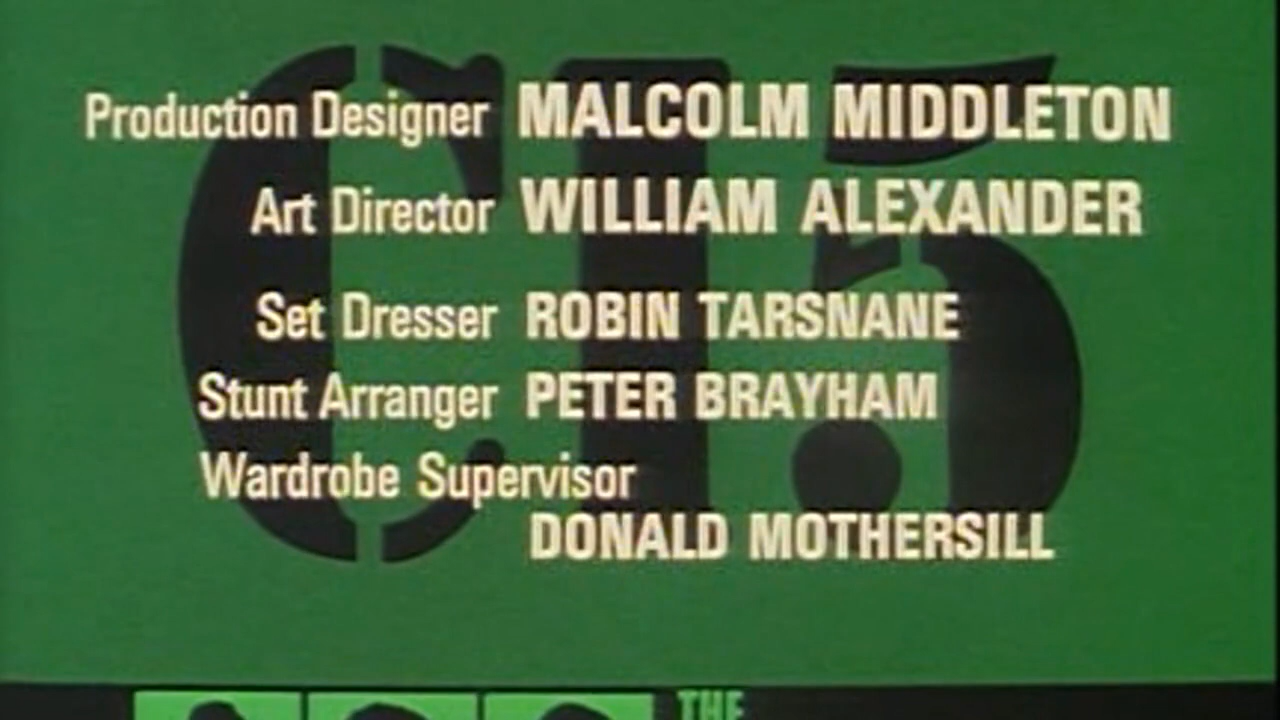 CI5
Production Designer MALCOLM MIDDLETON
Art Director WILLIAM ALEXANDER
Set Dresser ROBIN TARSNANE
Stunt Arranger PETER BRAYHAM
Wardrobe Supervisor
DONALD MOTHERSILL
THE